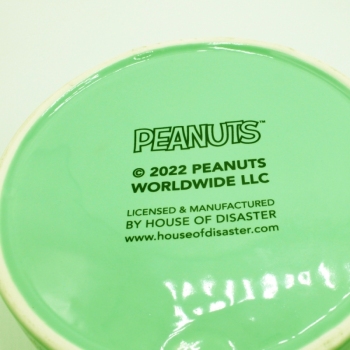 PEANUTS™
© 2022 PEANUTS
WORLDWIDE LLC
LICENSED & MANUFACTURED
BY HOUSE OF DISASTER
www.houseofdisaster.com